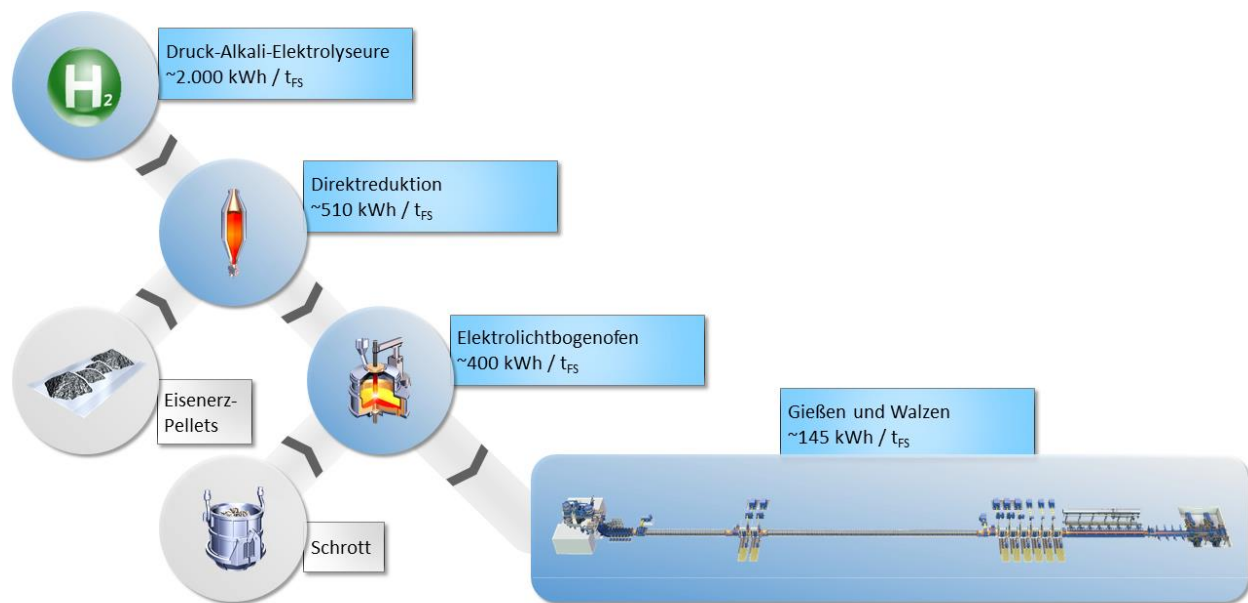 H2
Druck-Alkali-Elektrolyseure
~2.000 kWh / tFS
Direktreduktion
~510 kWh / tFS
Elektrolichtbogenofen
~400 kWh / tFS
Eisenerz-
Pellets
Gießen und Walzen
~145 kWh / tFS
Schrott